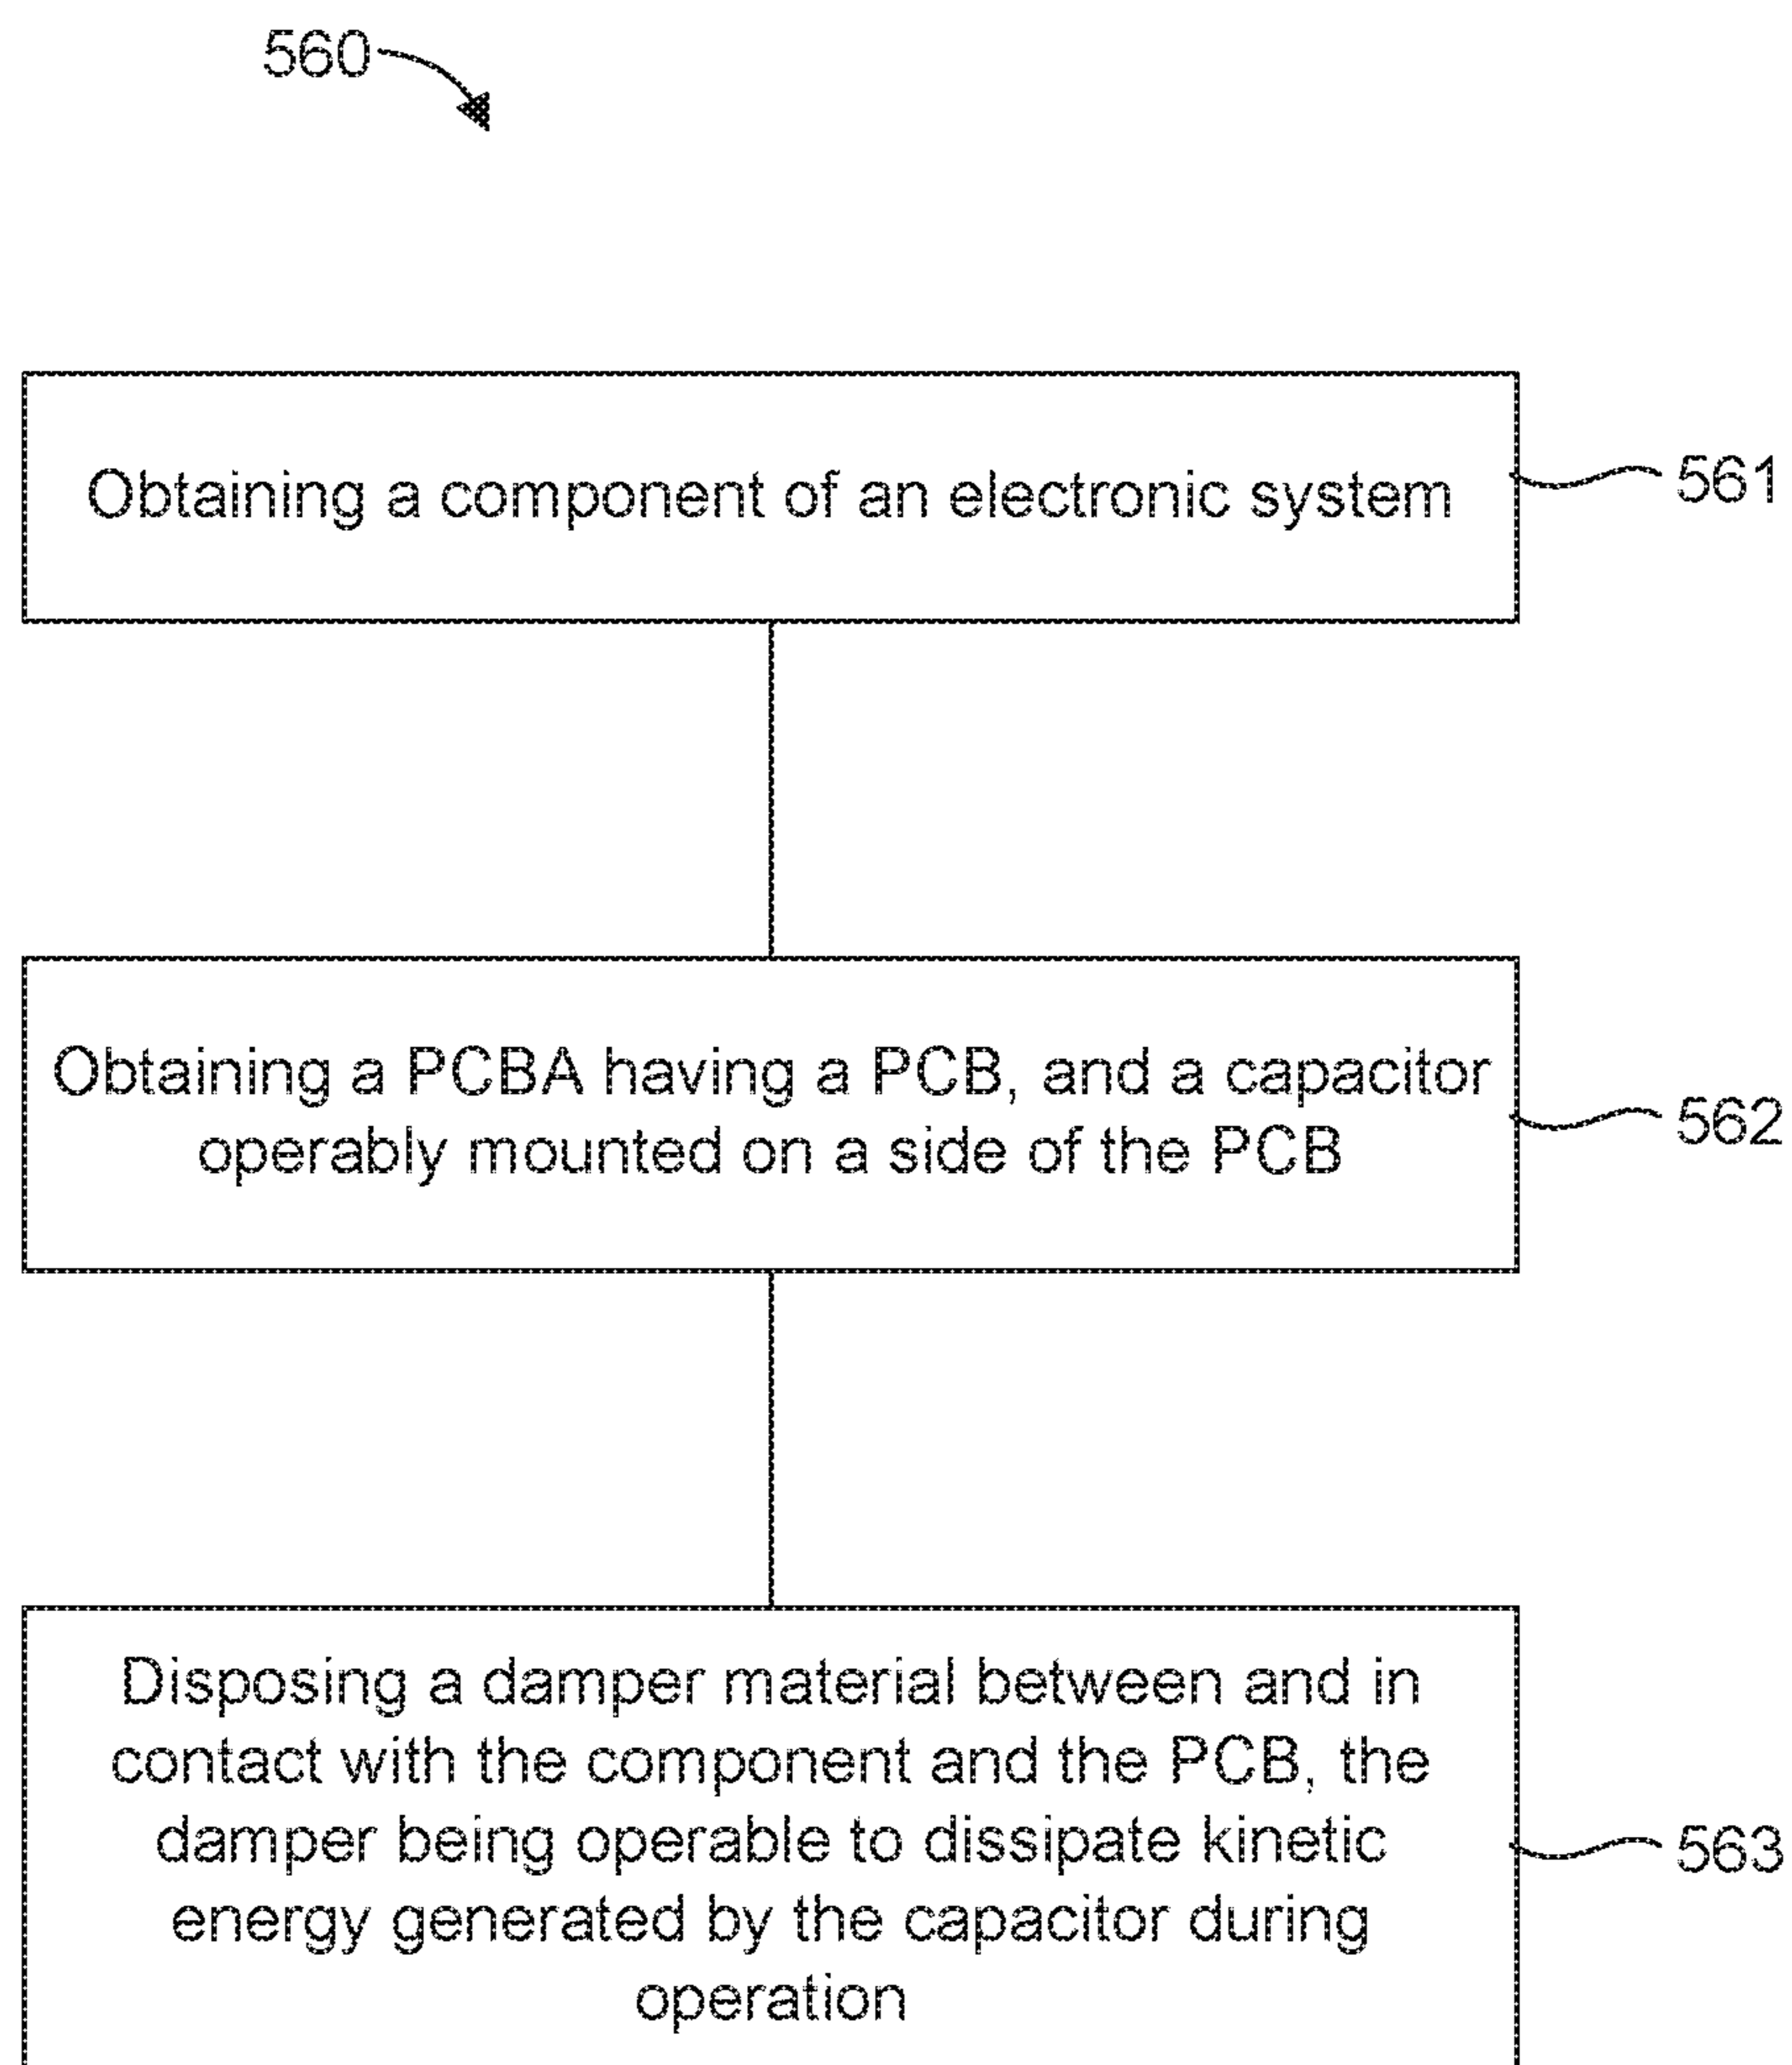 560
Obtaining a component of an electronic system
561
Obtaining a PCBA having a PCB, and a capacitor
operably mounted on a side of the PCB
562
Disposing a damper material between and in
contact with the component and the PCB, the
damper being operable to dissipate kinetic
energy generated by the capacitor during
operation
563